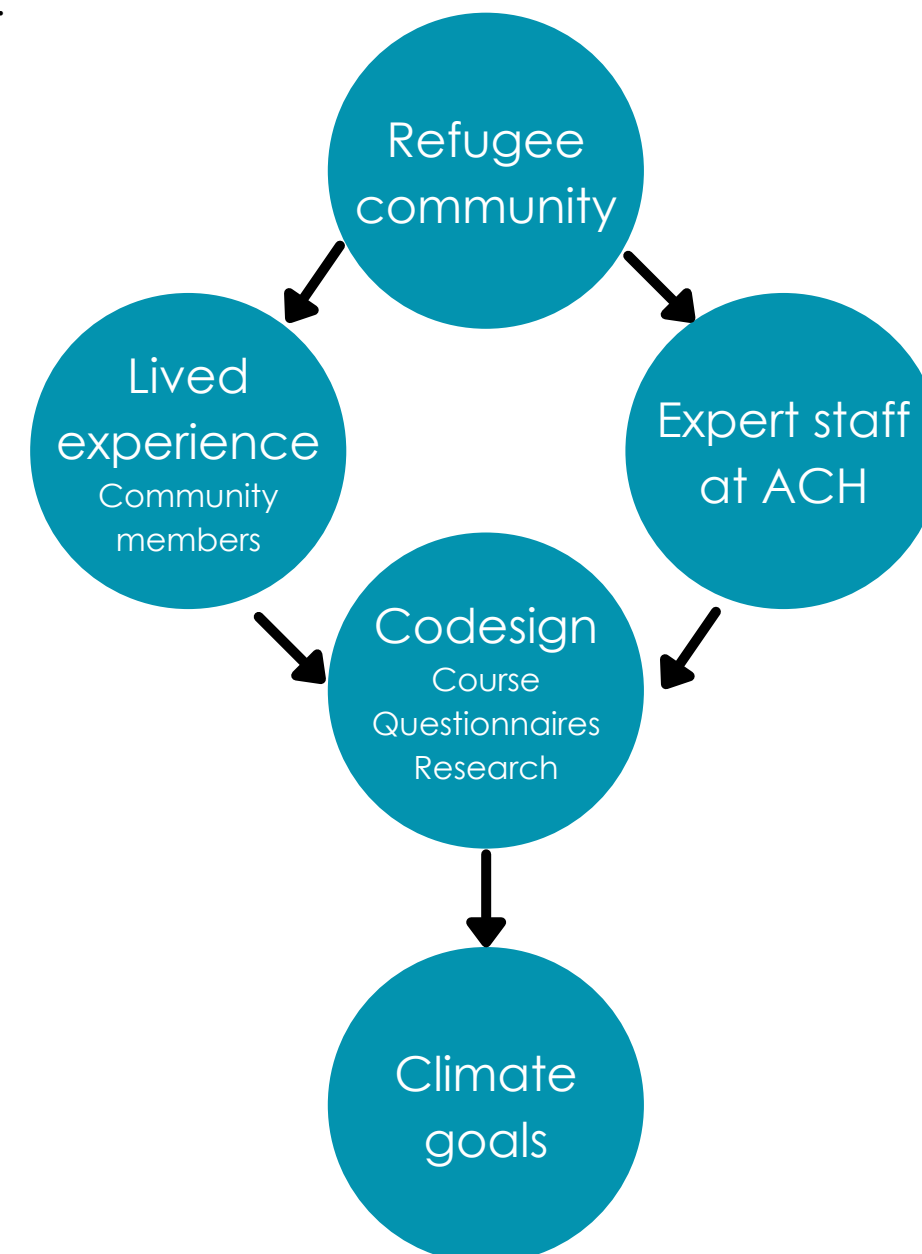 Refugee
community
Lived
experience
Community
members
Expert staff
at ACH
Codesign
Course
Questionnaires
Research
Climate
goals